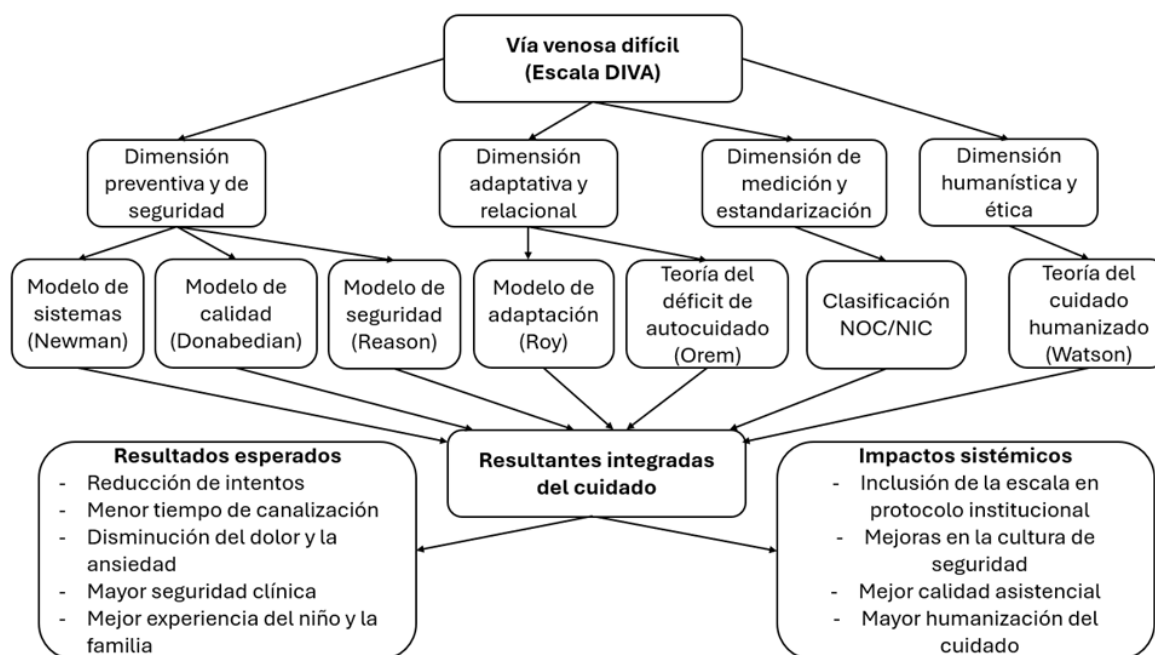 Vía venosa difícil
(Escala DIVA)
Dimensión
preventiva y de
seguridad
Dimensión
adaptativa y
relacional
Dimensión de
medición y
estandarización
Dimensión
humanística y
ética
Modelo de
sistemas
(Newman)
Modelo de
calidad
(Donabedian)
Modelo de
seguridad
(Reason)
Modelo de
adaptación
(Roy)
Teoría del
déficit de
autocuidado
(Orem)
Clasificación
NOC/NIC
Teoría del
cuidado
humanizado
(Watson)
Resultados esperados
- Reducción de intentos
- Menor tiempo de canalización
- Disminución del dolor y la
ansiedad
- Mayor seguridad clínica
- Mejor experiencia del niño y la
familia
Resultantes integradas
del cuidado
Impactos sistémicos
- Inclusión de la escala en
protocolo institucional
- Mejoras en la cultura de
seguridad
- Mejor calidad asistencial
- Mayor humanización del
cuidado